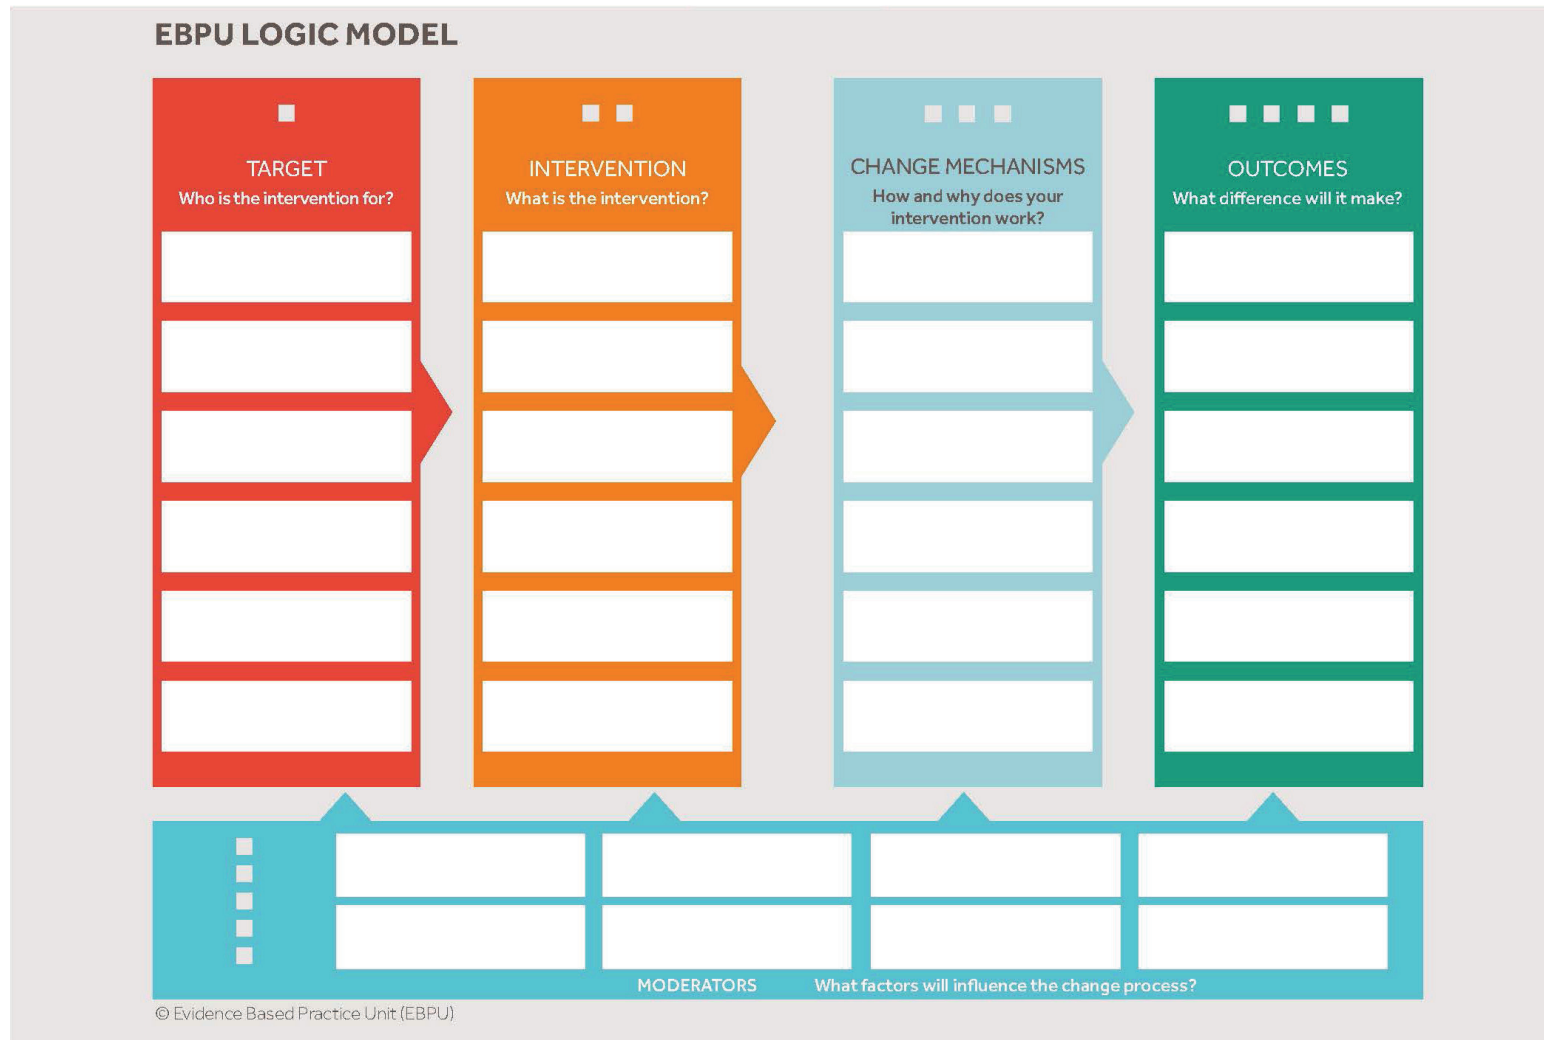 EBPU LOGIC MODEL
TARGET
Who is the intervention for?
INTERVENTION
What is the intervention?
CHANGE MECHANISMS
How and why does your
intervention work?
OUTCOMES
What difference will it make?
MODERATORS What factors will influence the change process?
© Evidence Based Practice Unit (EBPU)